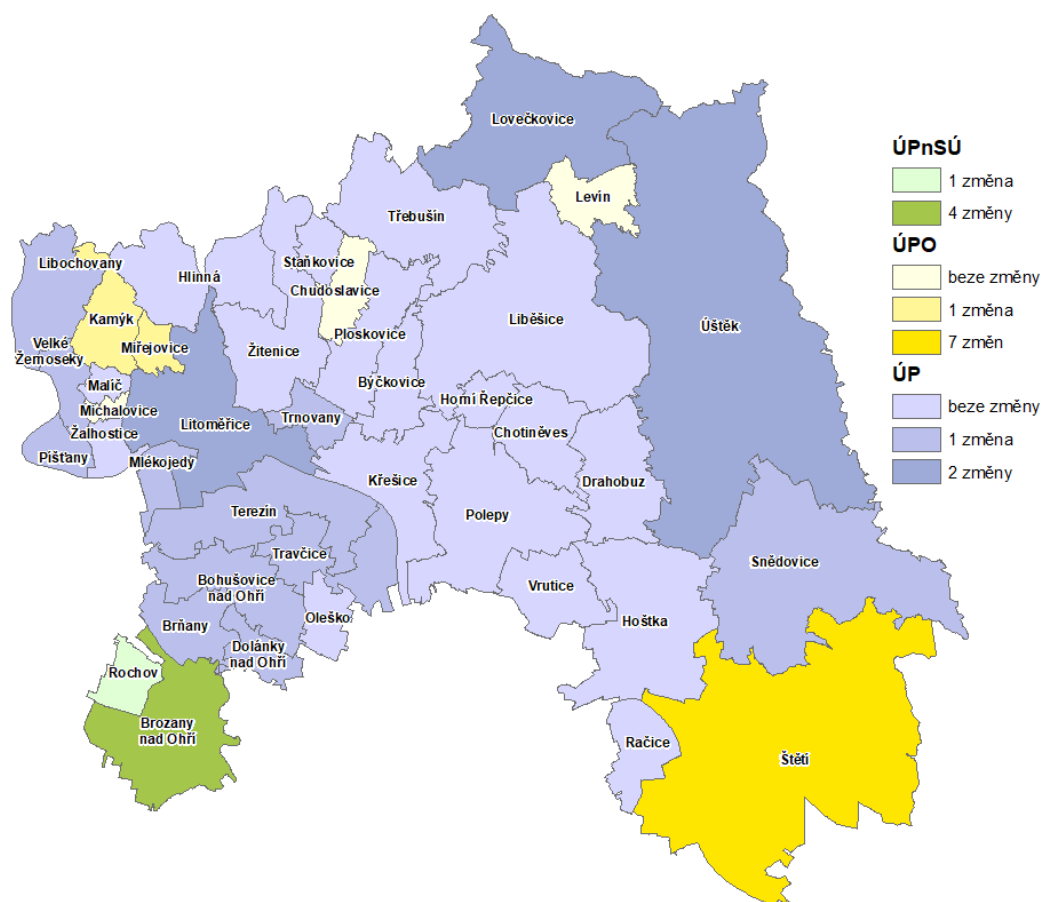 Lovečkovice
Levín
Třebušín
Staňkovice
Libochovany
Hlinná
Chudoslavice
Kamýk
Liběšice
Úštěk
Ploskovice
Velké
Žernoseky
Miřejovice
Žitenice
Býčkovice
Malíč
Horní Řepčice
Michalovice
Trnovany
Litoměřice
Chotiněves
Žalhostice
Píšťany
Mlékojedy
Křešice
Drahobuz
Terezín
Polepy
Travčice
Snědovice
Bohušovice
nad Ohří
Vrutice
Oleško
Hoštka
Brňany
Dolánky
nad Ohří
Rochov
Brozany
nad Ohří
Račice
Štětí
ÚPnSÚ
1 změna
4 změny
ÚPO
beze změny
1 změna
7 změn
ÚP
beze změny
1 změna
2 změny